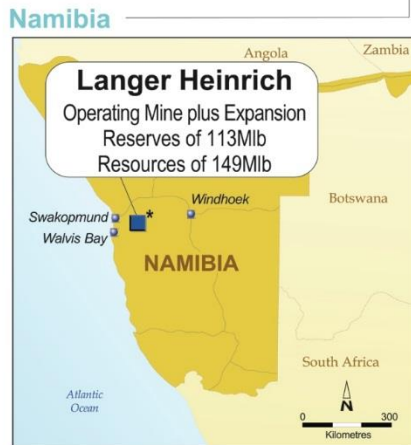 Namibia
Angola
Zambia
Langer Heinrich
Operating Mine plus Expansion
Reserves of 113Mlb
Resources of 149Mlb
Botswana
Windhoek
Swakopmund
*
Walvis Bay
NAMIBIA
South Africa
Atlantic
Ocean
N
0 300
Kilometres